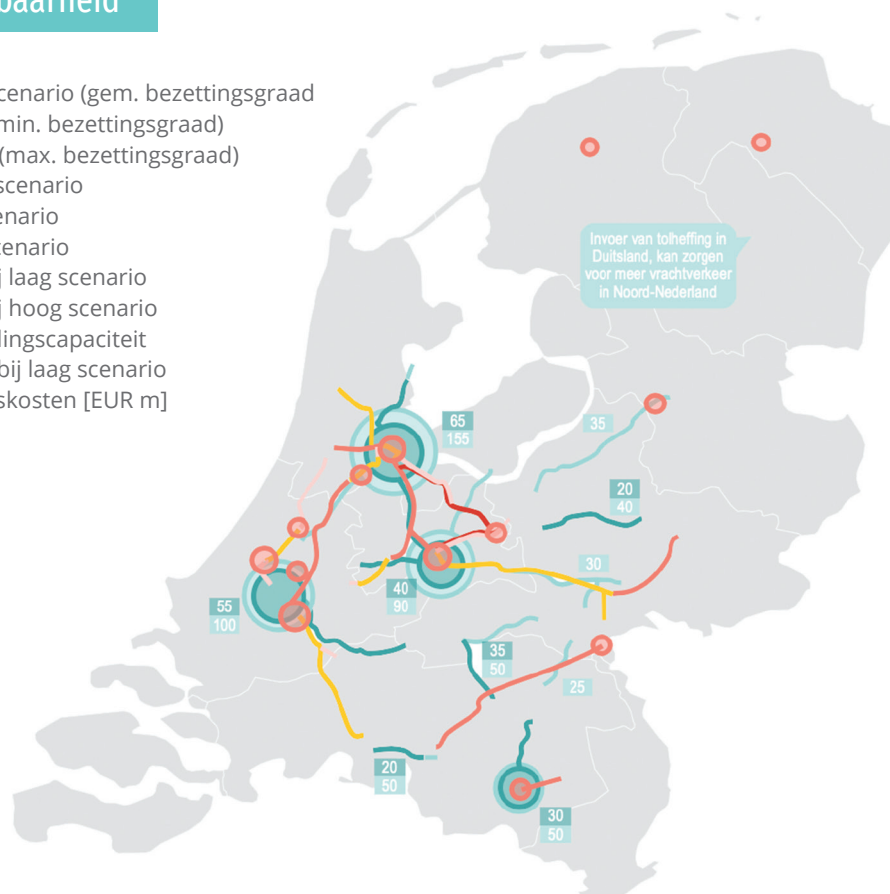 baarheid
cenario (gem. bezettingsgraad
min. bezettingsgraad)
(max. bezettingsgraad)
scenario
enario
cenario
j laag scenario
ij hoog scenario
lingscapaciteit
bij laag scenario
skosten [EUR m]
Invoer van tolheffing in
Duitsland, kan zorgen
voor meer vrachtverkeer
in Noord-Nederland
65
155
35
20
40
30
40
90
55
100
35
50
25
20
50
30
50